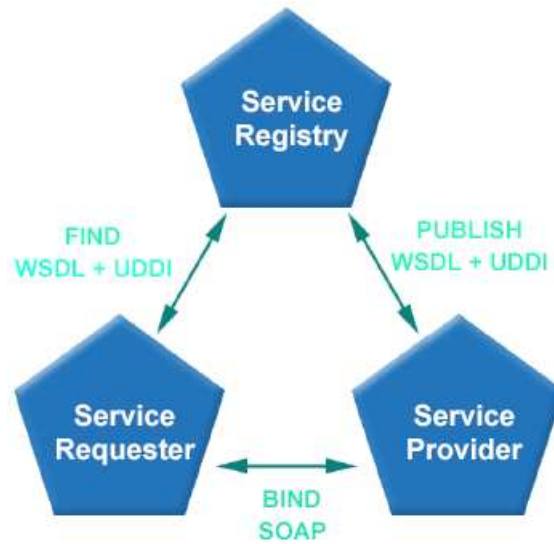 Service
Registry
FIND
WSDL + UDDI
PUBLISH
WSDL + UDDI
Service
Requester
Service
Provider
BIND
SOAP